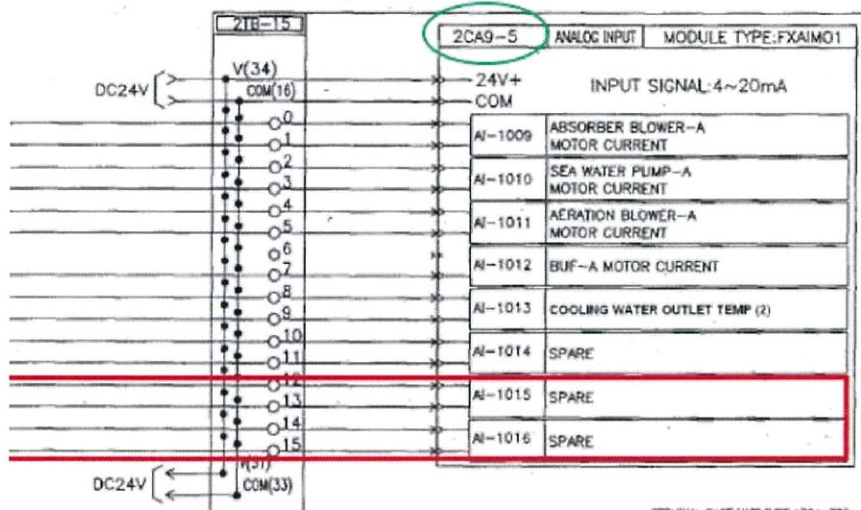 2TB-15
2CA9-5 ANALOG INPUT MODULE TYPE:FXAIM01
DC24V V(34) 24V+ INPUT SIGNAL:4~20mA
COM(16) COM
0 AI-1009 ABSORBER BLOWER-A
1 MOTOR CURRENT
2 AI-1010 SEA WATER PUMP-A
3 MOTOR CURRENT
4 AI-1011 AERATION BLOWER-A
5 MOTOR CURRENT
6
7 AI-1012 BUF-A MOTOR CURRENT
8
9 AI-1013 COOLING WATER OUTLET TEMP (2)
10
11 AI-1014 SPARE
12
13 AI-1015 SPARE
14
15 AI-1016 SPARE
DC24V COM(33)